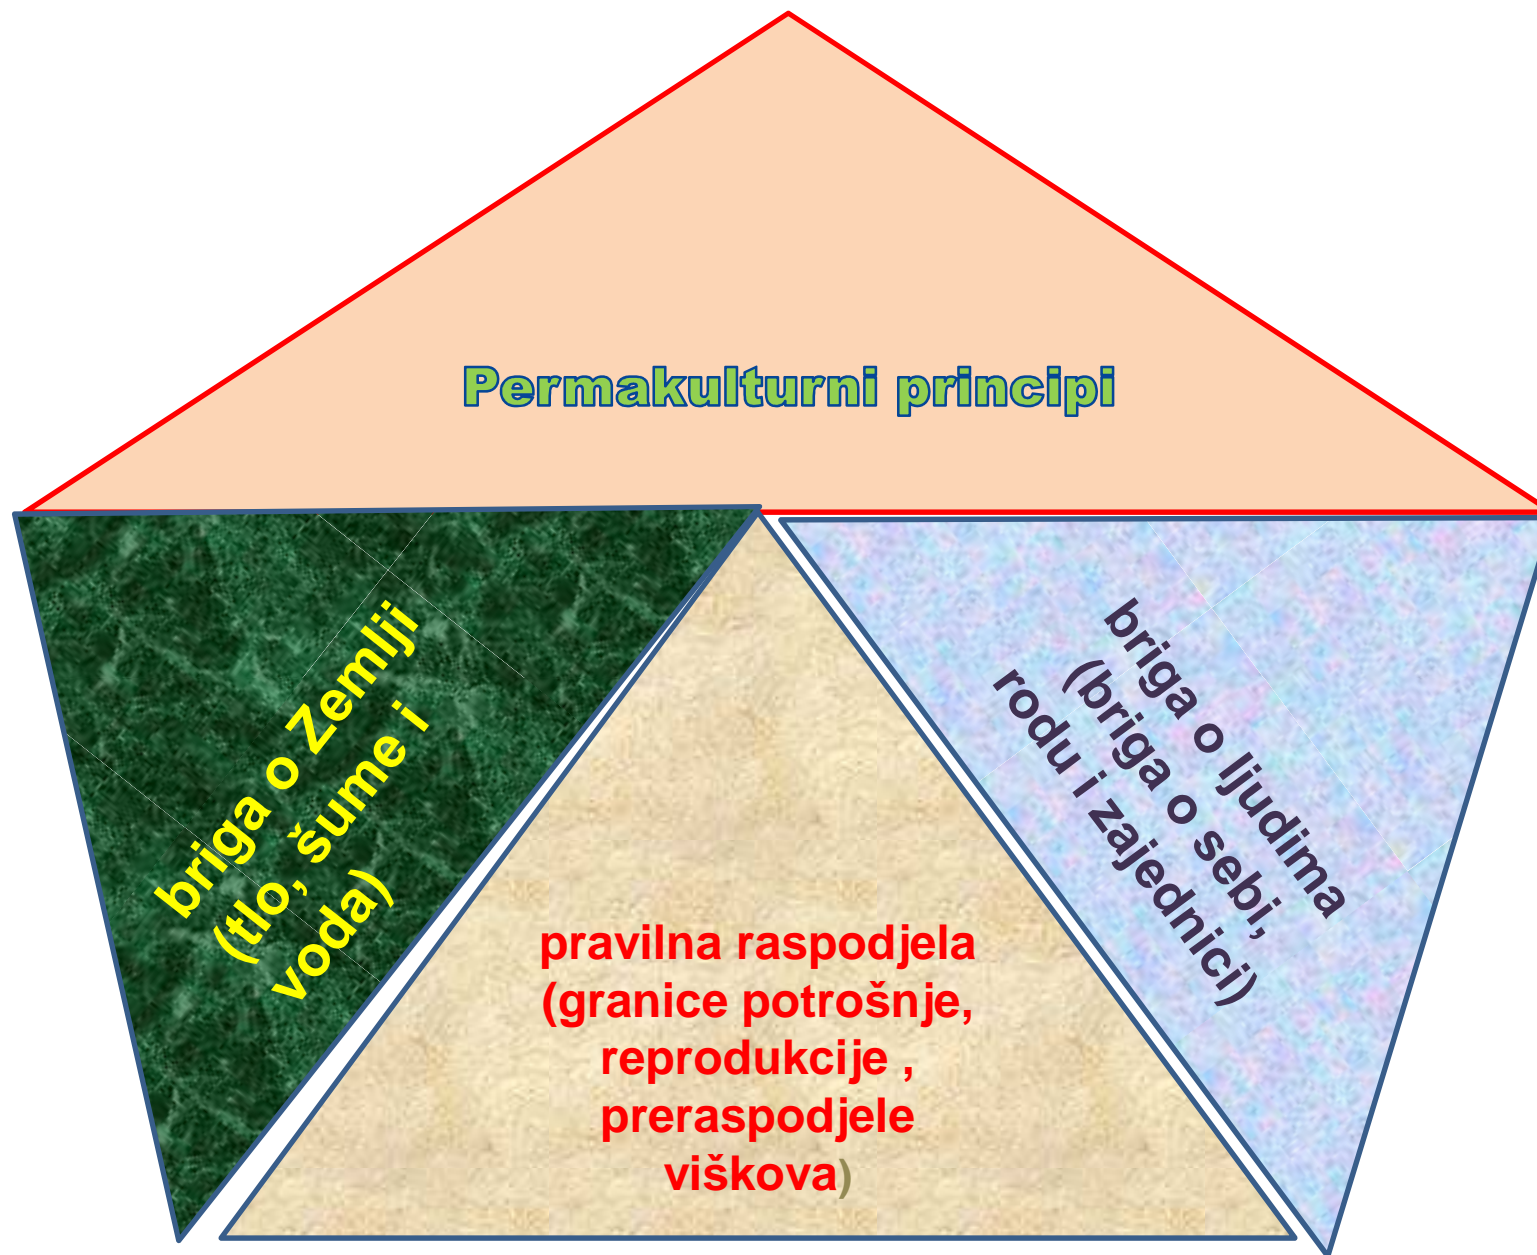 Permakulturni principi
briga o Zemlji
(tlo, šume i
voda)
pravilna raspodjela
(granice potrošnje,
reprodukcije ,
preraspodjele
viškova)
briga o ljudima
(briga o sebi,
rodu i zajednici)